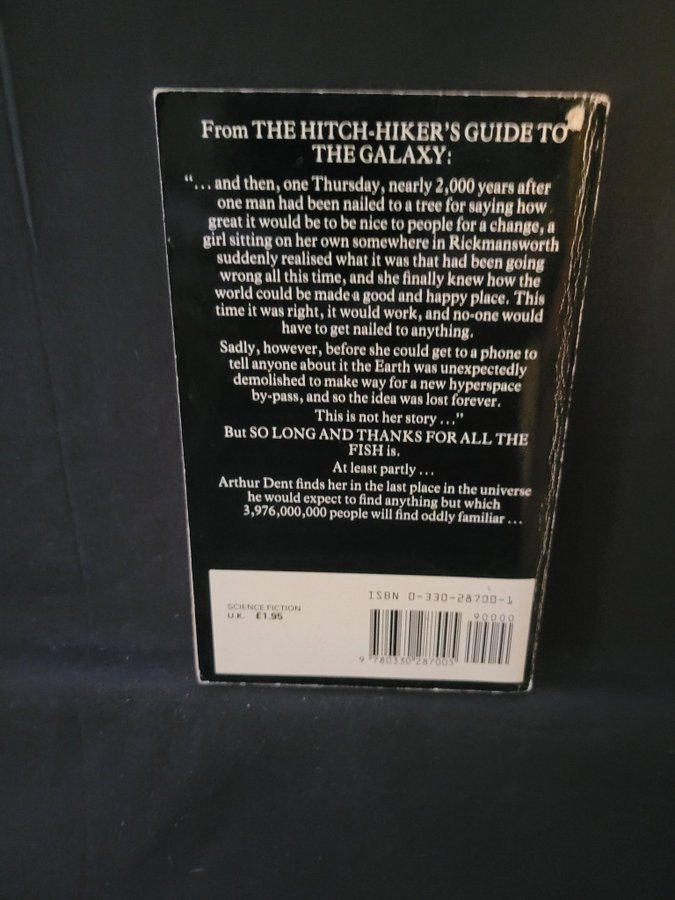 From THE HITCH-HIKER'S GUIDE TO
THE GALAXY:
"... and then, one Thursday, nearly 2,000 years after
one man had been nailed to a tree for saying how
great it would be to be nice to people for a change, a
girl sitting on her own somewhere in Rickmansworth
suddenly realised what it was that had been going
wrong all this time, and she finally knew how the
world could be made a good and happy place. This
time it was right, it would work, and no-one would
have to get nailed to anything.
Sadly, however, before she could get to a phone to
tell anyone about it the Earth was unexpectedly
demolished to make way for a new hyperspace
by-pass, and so the idea was lost forever.
This is not her story ..."
But SO LONG AND THANKS FOR ALL THE
FISH is.
At least partly ...
Arthur Dent finds her in the last place in the universe
he would expect to find anything but which
3,976,000,000 people will find oddly familiar ...
ISBN 0-330-28700-1
SCIENCE FICTION
U.K. £1.95
90000
9 780330 287005